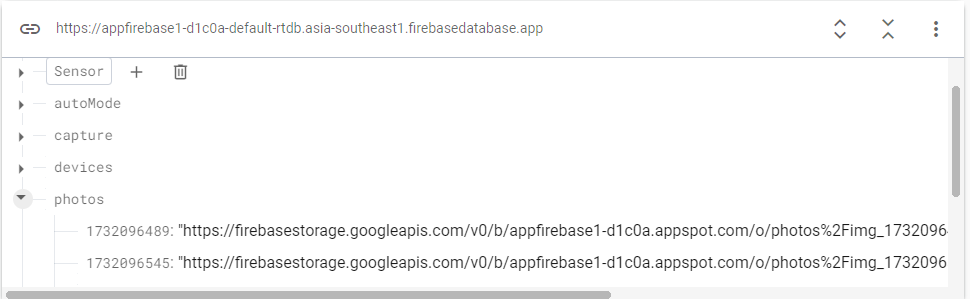 https://appfirebase1-d1c0a-default-rtdb.asia-southeast1.firebasedatabase.app
Sensor
autoMode
capture
devices
photos
1732096489: "https://firebasestorage.googleapis.com/v0/b/appfirebase1-d1c0a.appspot.com/o/photos%2Fimg_1732096
1732096545: "https://firebasestorage.googleapis.com/v0/b/appfirebase1-d1c0a.appspot.com/o/photos%2Fimg_1732096